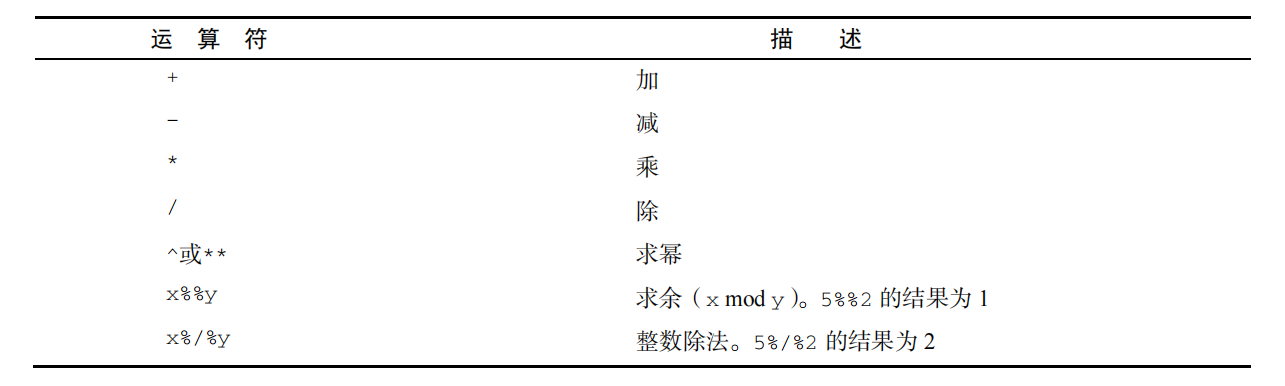 运 算 符 描 述
+ 加
- 减
* 乘
/ 除
^或** 求幂
x%%y 求余（x mod y）。5%%2 的结果为 1
x%/%y 整数除法。5%/%2 的结果为 2